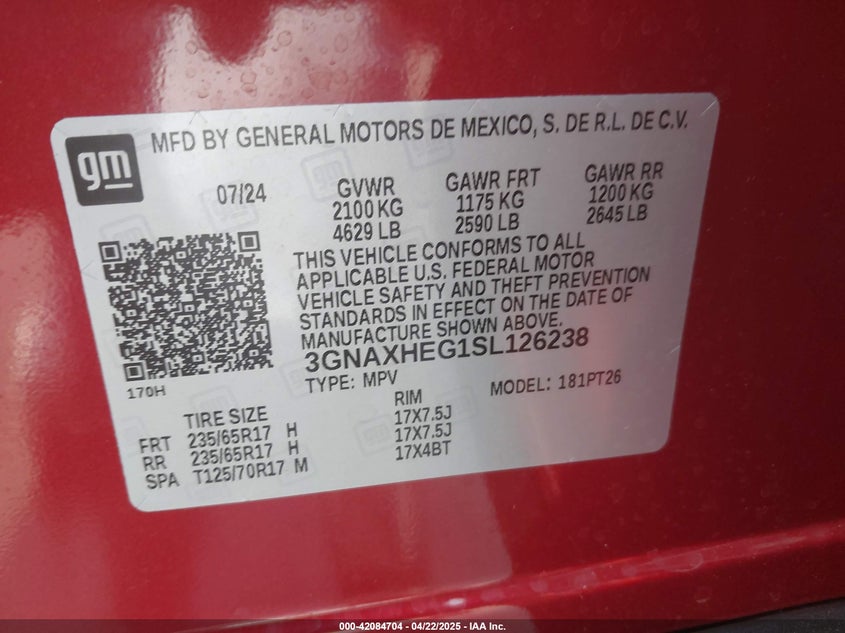 gm
MFD BY GENERAL MOTORS DE MEXICO, S. DE R.L. DE C.V.
07/24 GVWR GAWR FRT GAWR RR
2100 KG 1175 KG 1200 KG
4629 LB 2590 LB 2645 LB
THIS VEHICLE CONFORMS TO ALL
APPLICABLE U.S. FEDERAL MOTOR
VEHICLE SAFETY AND THEFT PREVENTION
STANDARDS IN EFFECT ON THE DATE OF
MANUFACTURE SHOWN ABOVE.
3GNAXHEG1SL126238
170H TYPE: MPV MODEL: 181PT26
TIRE SIZE RIM
FRT 235/65R17 H 17X7.5J
RR 235/65R17 H 17X7.5J
SPA T125/70R17 M 17X4BT
000-42084704 - 04/22/2025 - IAA Inc.